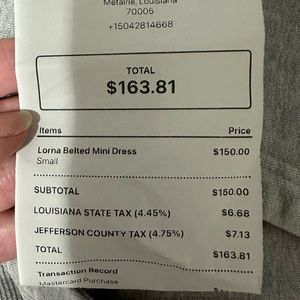 Metairie, Louisiana
70005
+15042814668
TOTAL
$163.81
Items Price
Lorna Belted Mini Dress $150.00
Small
SUBTOTAL $150.00
LOUISIANA STATE TAX (4.45%) $6.68
JEFFERSON COUNTY TAX (4.75%) $7.13
TOTAL $163.81
Transaction Record
Mastercard Purchase